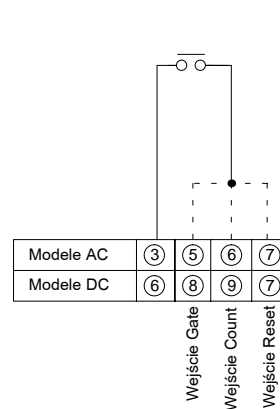 Modele AC 3 5 6 7
Modele DC 6 8 9 7
Wejście Gate
Wejście Count
Wejście Reset